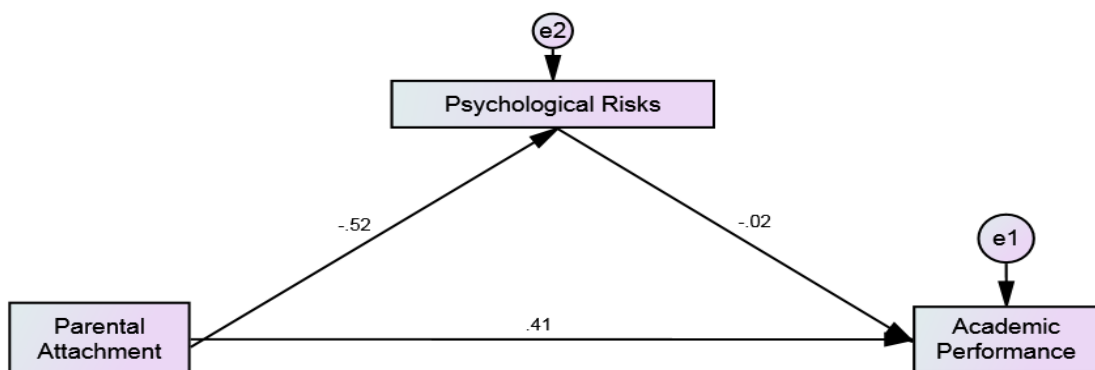 e2
Psychological Risks
-.52
-.02
e1
Parental
Attachment
.41
Academic
Performance